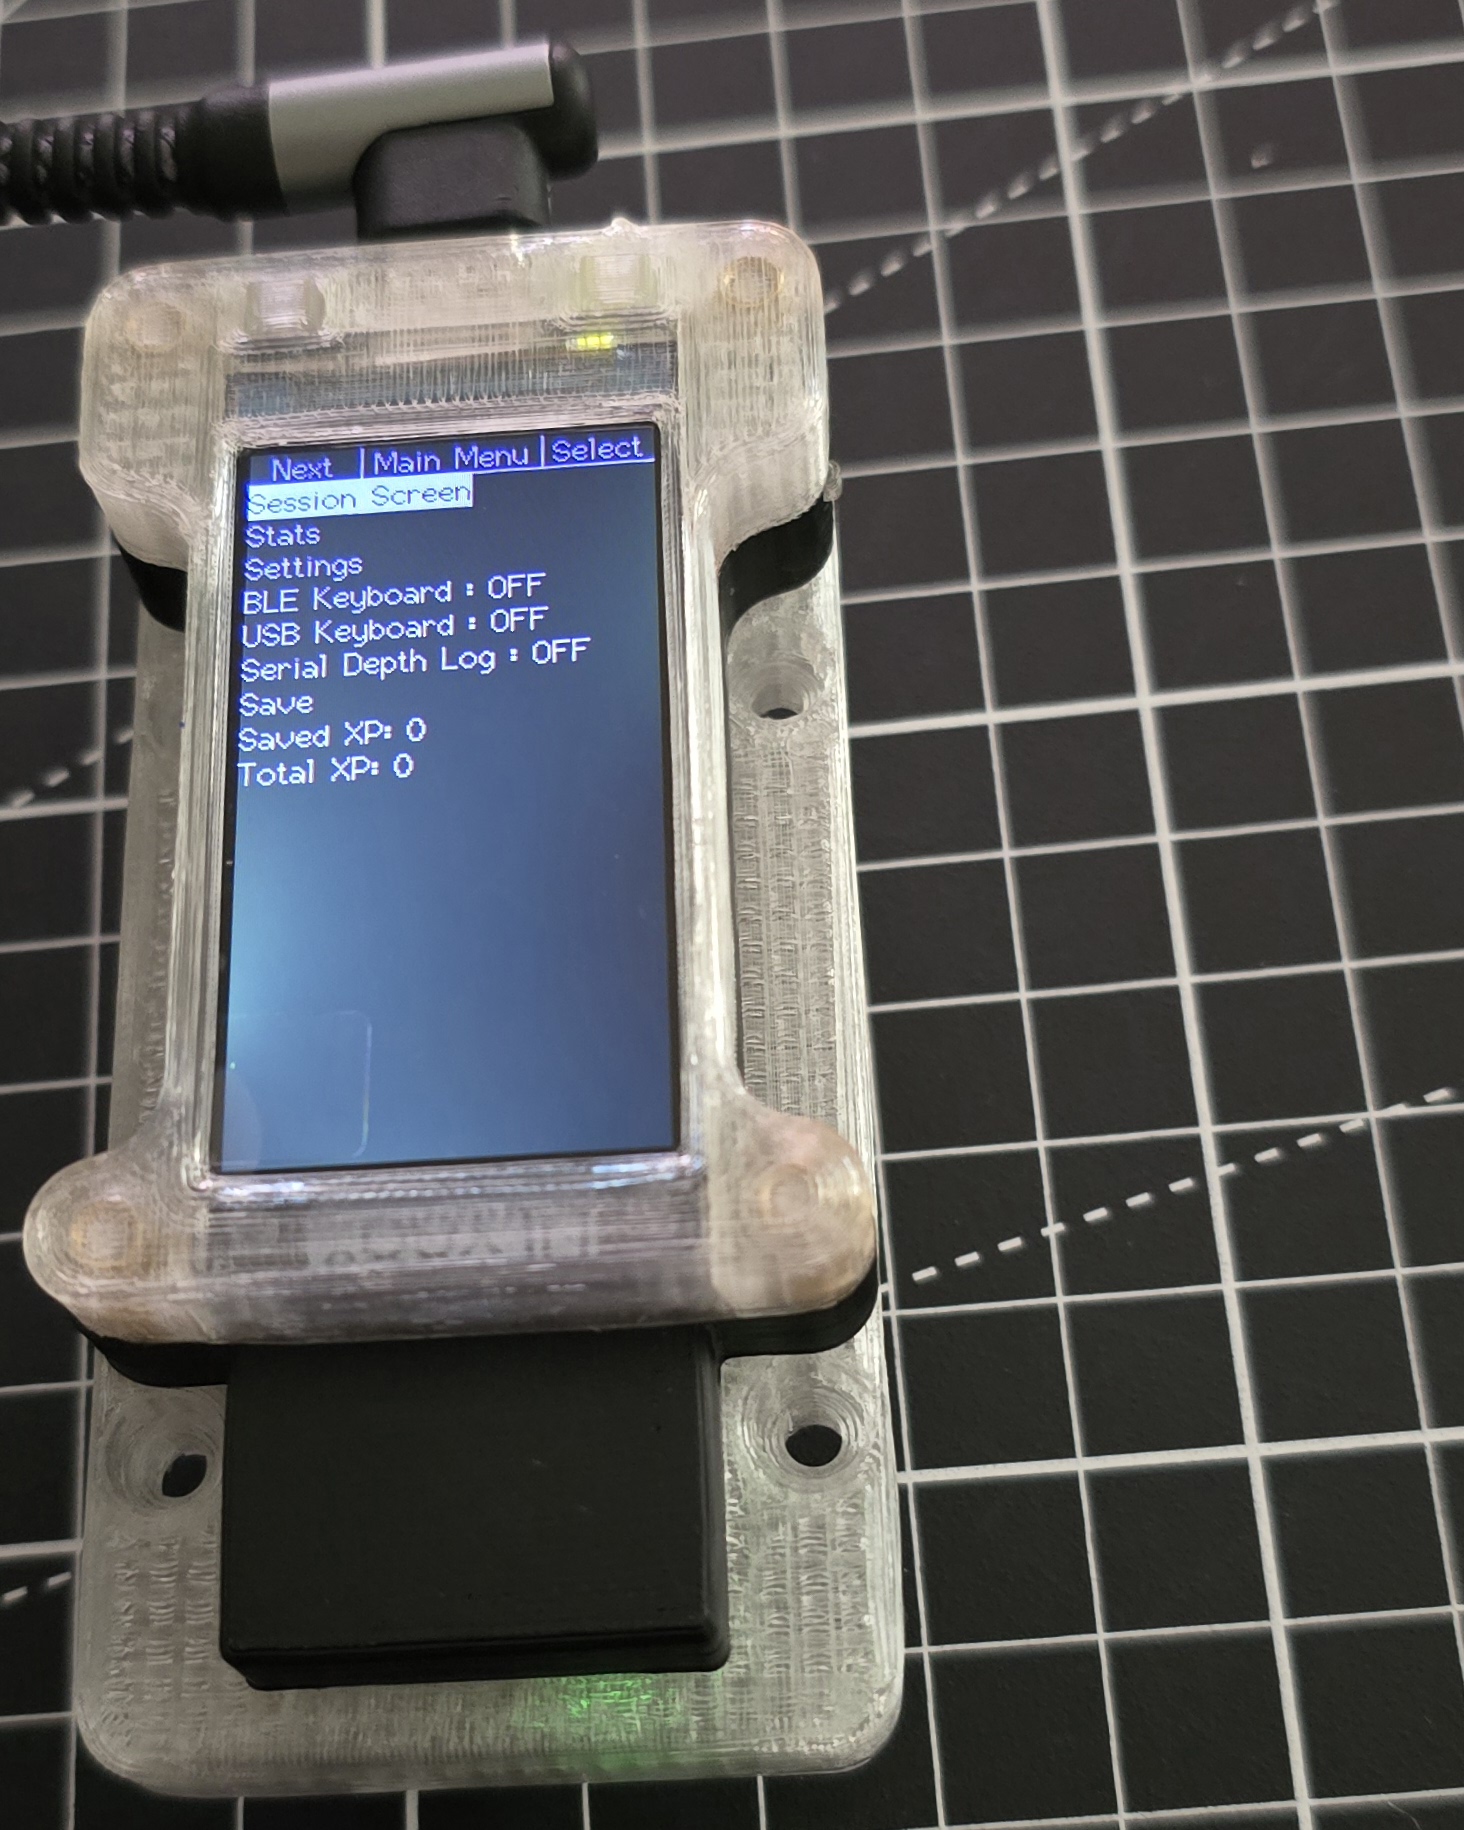 Next | Main Menu | Select
Session Screen
Stats
Settings
BLE Keyboard : OFF
USB Keyboard : OFF
Serial Depth Log : OFF
Save
Saved XP: 0
Total XP: 0